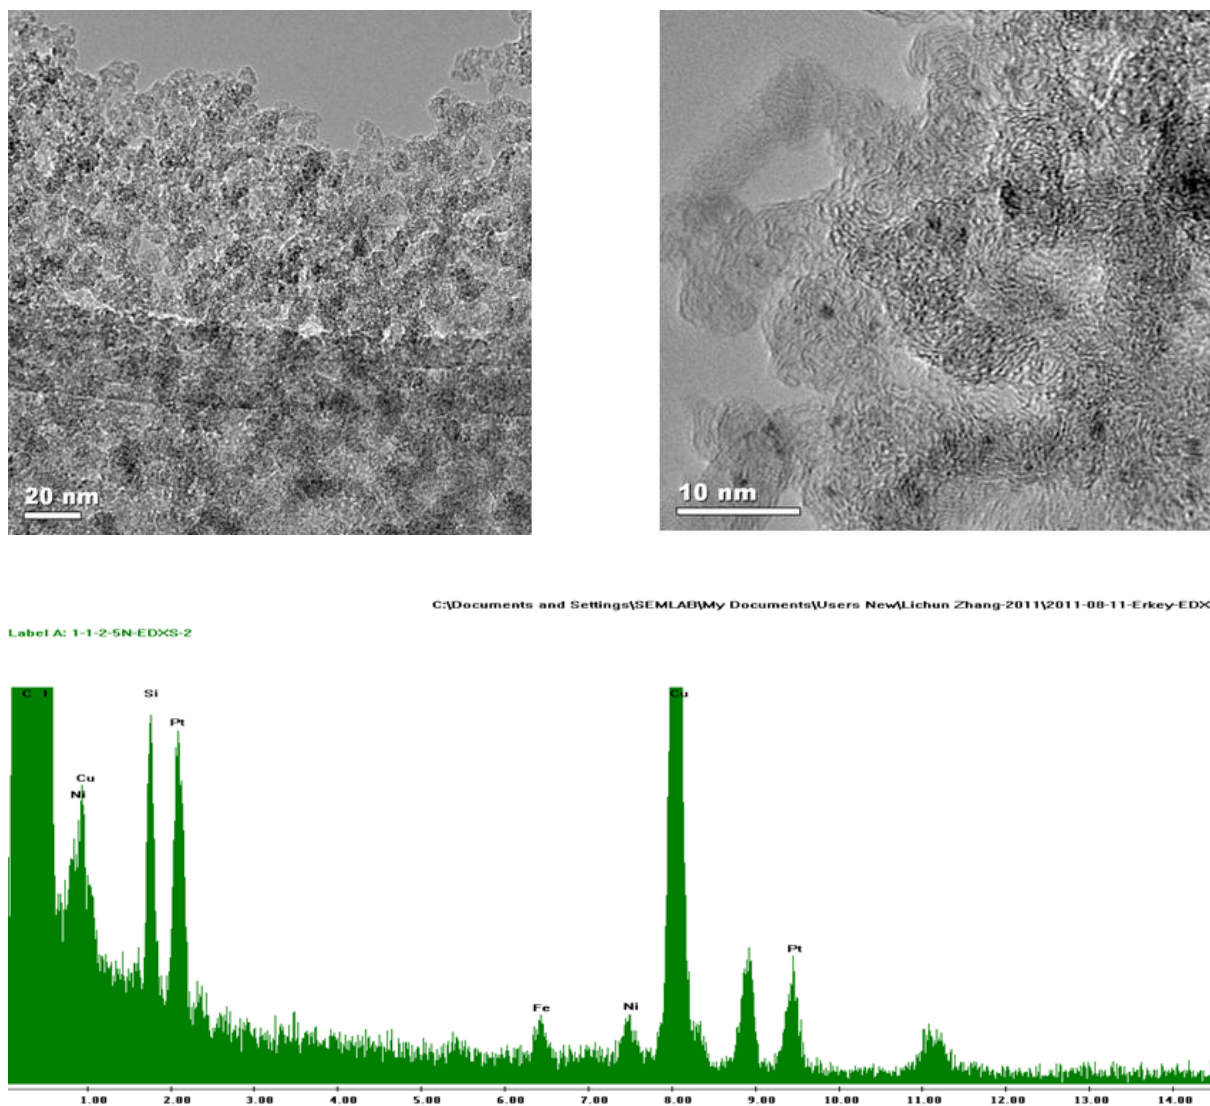 20 nm
10 nm
C:\Documents and Settings\SEMLAB\My Documents\Users New\Lichun Zhang-2011\2011-08-11-Erkey-EDX
Label A: 1-1-2-5N-EDXS-2
C
Si
Cu
Pt
Cu
Ni
Pt
Fe
Ni
1.00 2.00 3.00 4.00 5.00 6.00 7.00 8.00 9.00 10.00 11.00 12.00 13.00 14.00